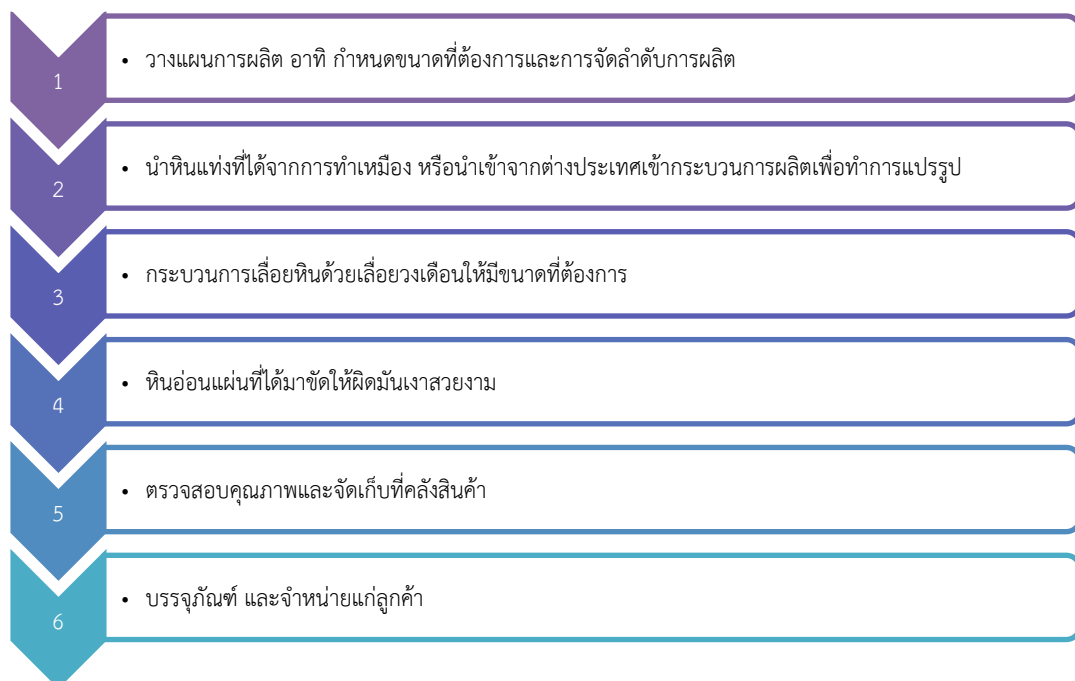 1
• วางแผนการผลิต อาทิ กำหนดขนาดที่ต้องการและการจัดลำดับการผลิต
2
• นำหินแท่งที่ได้จากการทำเหมือง หรือนำเข้าจากต่างประเทศเข้ากระบวนการผลิตเพื่อทำการแปรรูป
3
• กระบวนการเลื่อยหินด้วยเลื่อยวงเดือนให้มีขนาดที่ต้องการ
4
• หินอ่อนแผ่นที่ได้มาขัดให้ผิดมันเงาสวยงาม
5
• ตรวจสอบคุณภาพและจัดเก็บที่คลังสินค้า
6
• บรรจุภัณฑ์ และจำหน่ายแก่ลูกค้า